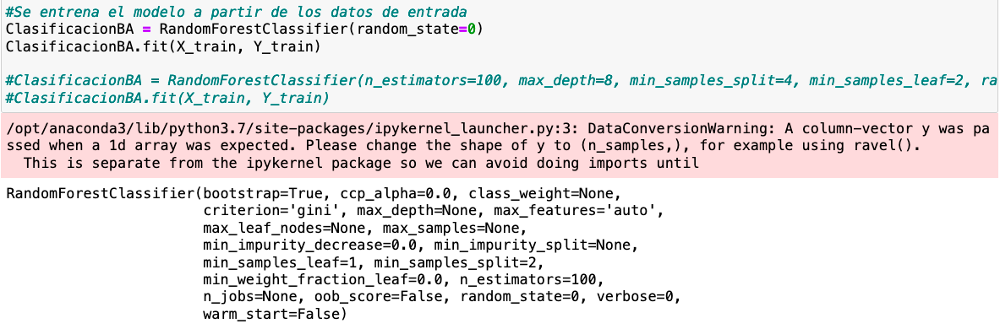 #Se entrena el modelo a partir de los datos de entrada
ClasificacionBA = RandomForestClassifier(random_state=0)
ClasificacionBA.fit(X_train, Y_train)
#ClasificacionBA = RandomForestClassifier(n_estimators=100, max_depth=8, min_samples_split=4, min_samples_leaf=2, ra
#ClasificacionBA.fit(X_train, Y_train)
/opt/anaconda3/lib/python3.7/site-packages/ipykernel_launcher.py:3: DataConversionWarning: A column-vector y was pa
ssed when a 1d array was expected. Please change the shape of y to (n_samples,), for example using ravel().
  This is separate from the ipykernel package so we can avoid doing imports until
RandomForestClassifier(bootstrap=True, ccp_alpha=0.0, class_weight=None,
                       criterion='gini', max_depth=None, max_features='auto',
                       max_leaf_nodes=None, max_samples=None,
                       min_impurity_decrease=0.0, min_impurity_split=None,
                       min_samples_leaf=1, min_samples_split=2,
                       min_weight_fraction_leaf=0.0, n_estimators=100,
                       n_jobs=None, oob_score=False, random_state=0, verbose=0,
                       warm_start=False)